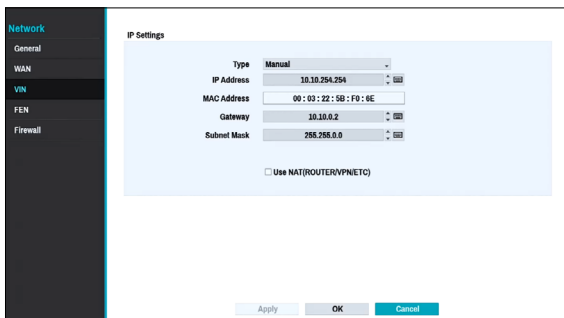 Network
General
WAN
VIN
FEN
Firewall
IP Settings
Type Manual
IP Address 10.10.254.254
MAC Address 00 : 03 : 22 : 5B : F0 : 6E
Gateway 10.10.0.2
Subnet Mask 255.255.0.0
Use NAT(ROUTER/VPN/ETC)
Apply OK Cancel